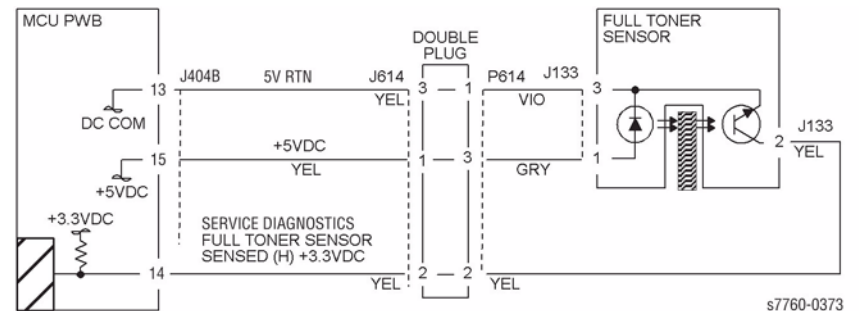 MCU PWB
FULL TONER
SENSOR
DOUBLE
PLUG
13 J404B 5V RTN J614 3 1 P614 J133 3
YEL VIO
DC COM
J133
2
YEL
+5VDC
15 1 3 1
YEL GRY
+5VDC
+3.3VDC
SERVICE DIAGNOSTICS
FULL TONER SENSOR
SENSED (H) +3.3VDC
14 2 2
YEL YEL
s7760-0373